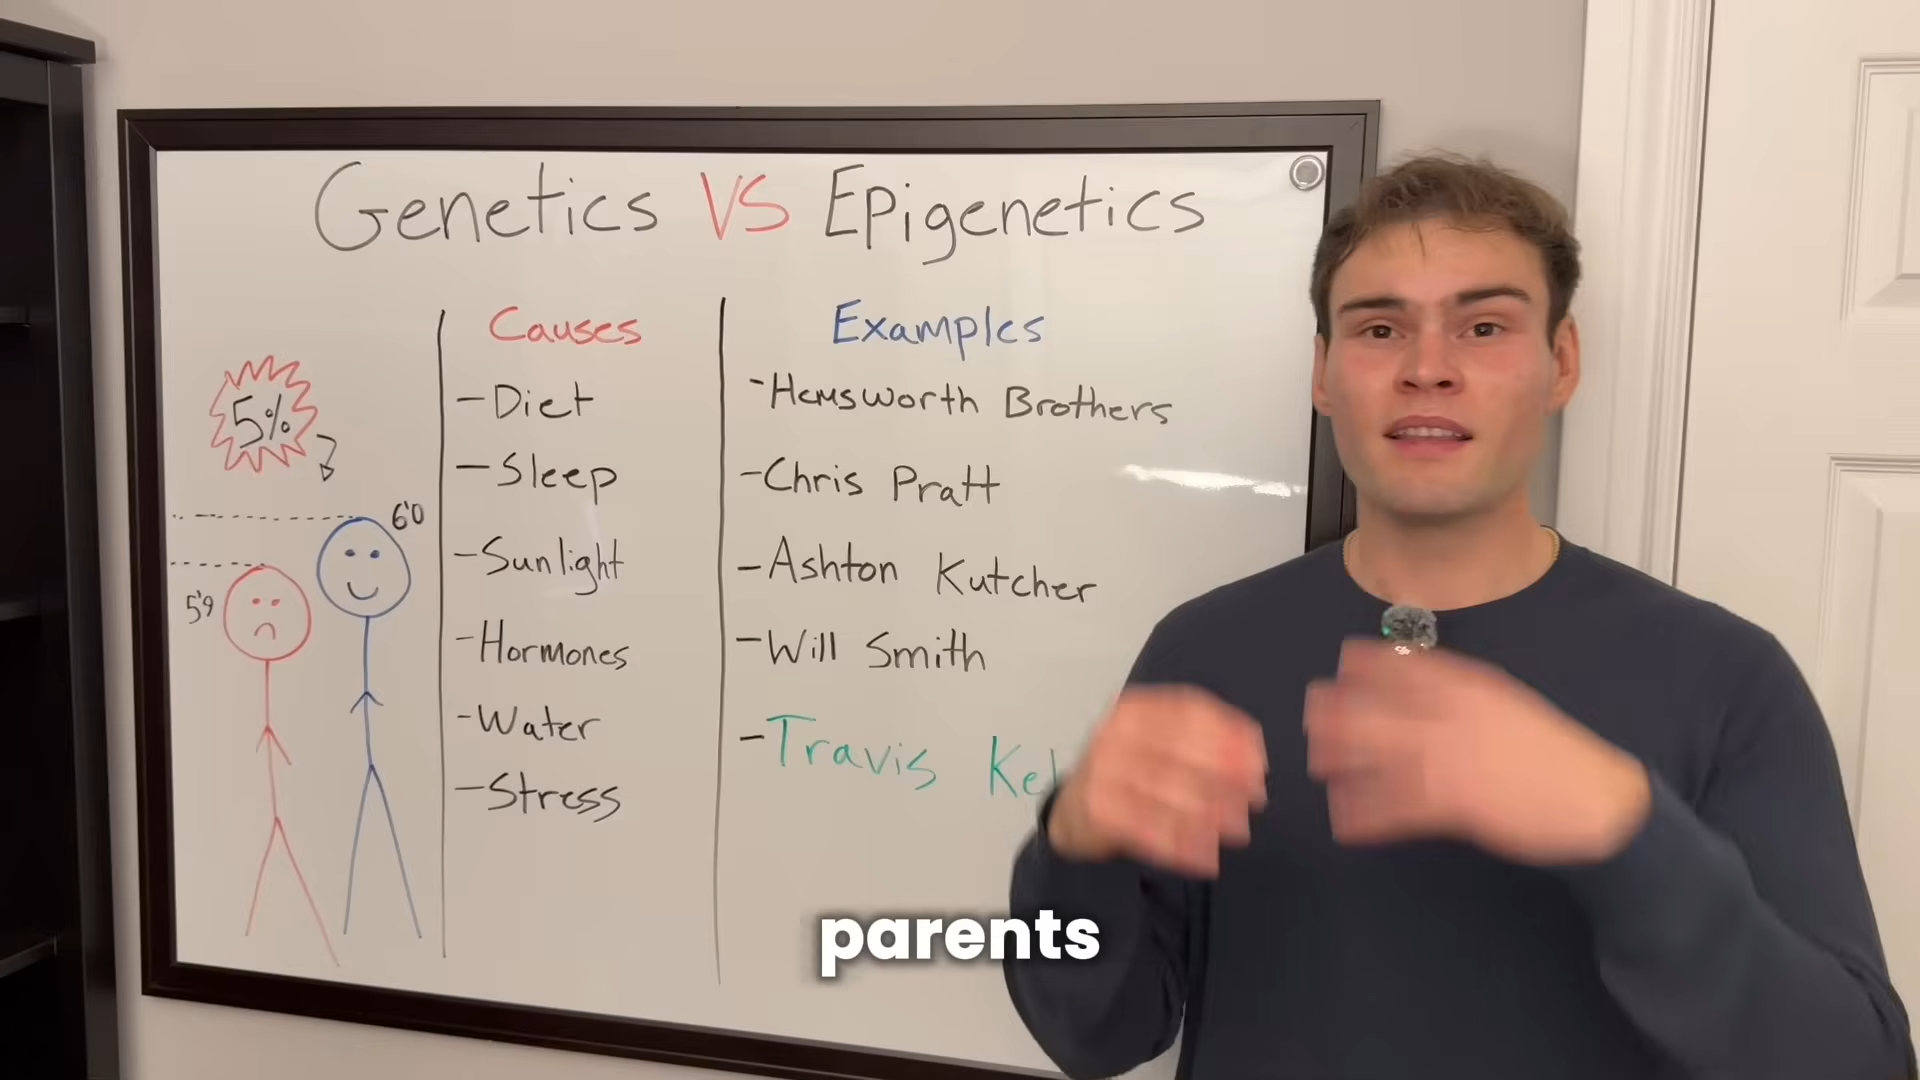 Genetics VS Epigenetics
5%
6'0
5'9
Causes
- Diet
- Sleep
- Sunlight
- Hormones
- Water
- Stress
Examples
- Hemsworth Brothers
- Chris Pratt
- Ashton Kutcher
- Will Smith
- Travis
parents